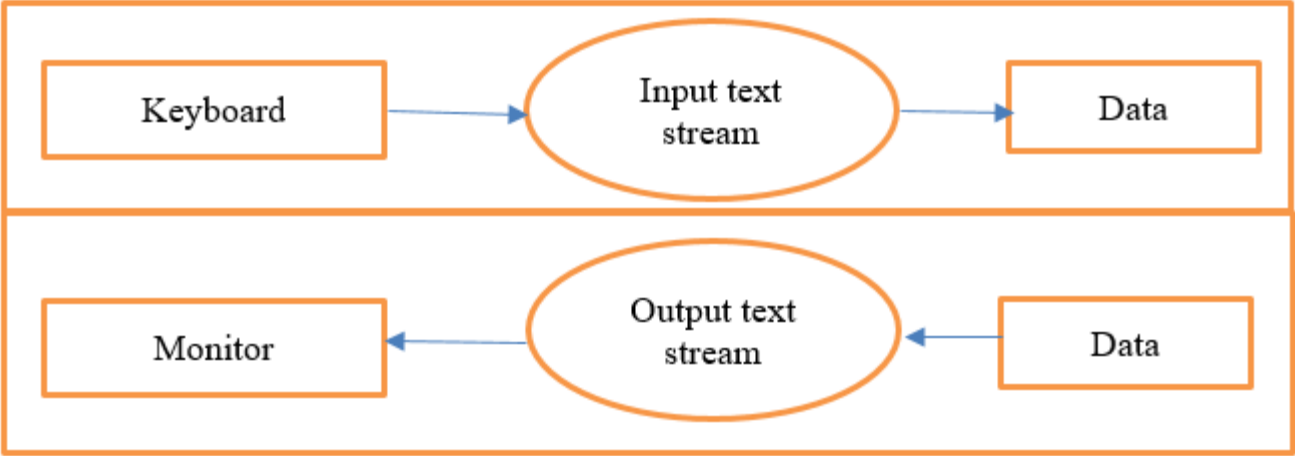 Keyboard
Input text
stream
Data
Monitor
Output text
stream
Data